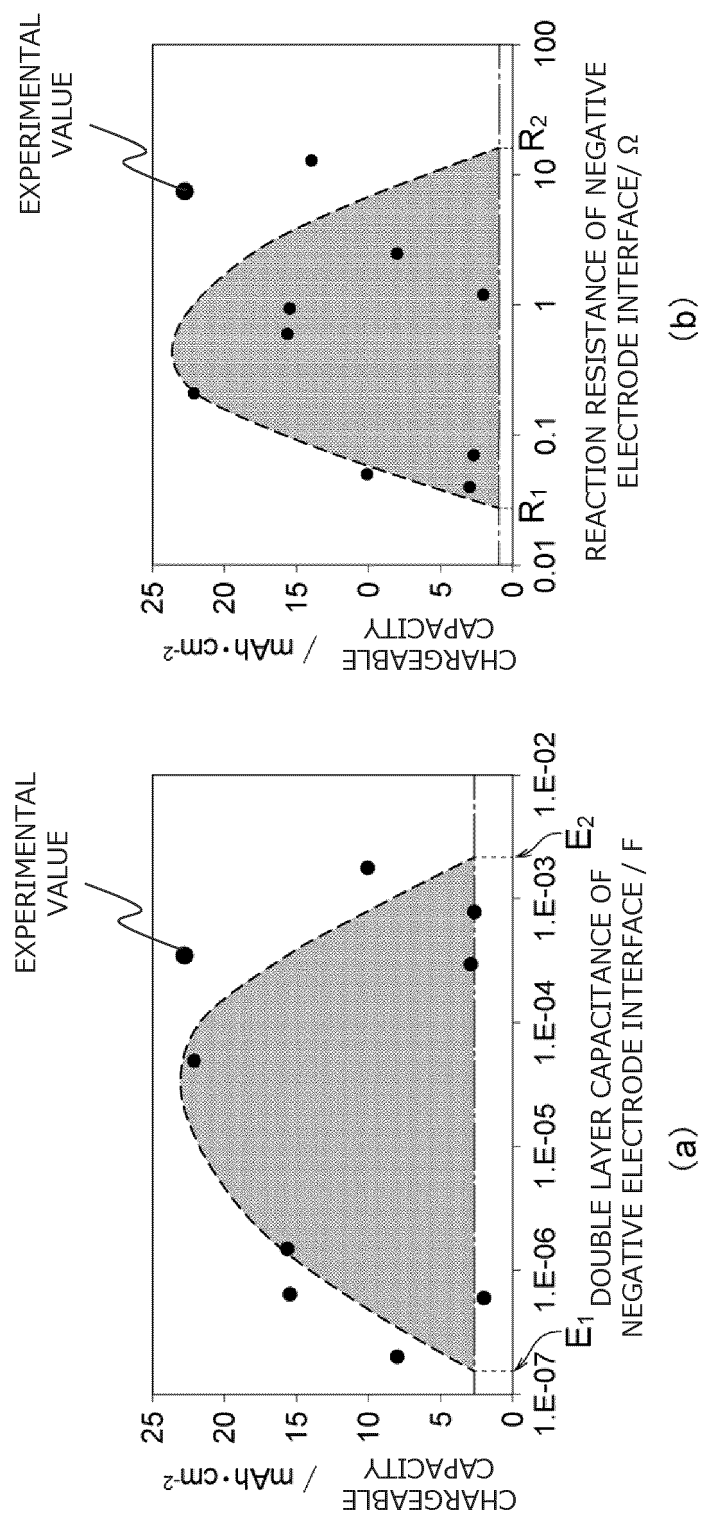 EXPERIMENTAL
VALUE
25
20
15
10
5
0
CHARGEABLE
CAPACITY
/ mAh·cm-2
1.E-07
1.E-06
1.E-05
1.E-04
1.E-03
1.E-02
E1
E2
DOUBLE LAYER CAPACITANCE OF
NEGATIVE ELECTRODE INTERFACE / F
(a)
EXPERIMENTAL
VALUE
25
20
15
10
5
0
CHARGEABLE
CAPACITY
/ mAh·cm-2
0.01
R1
0.1
1
10
R2
100
REACTION RESISTANCE OF NEGATIVE
ELECTRODE INTERFACE/ Ω
(b)